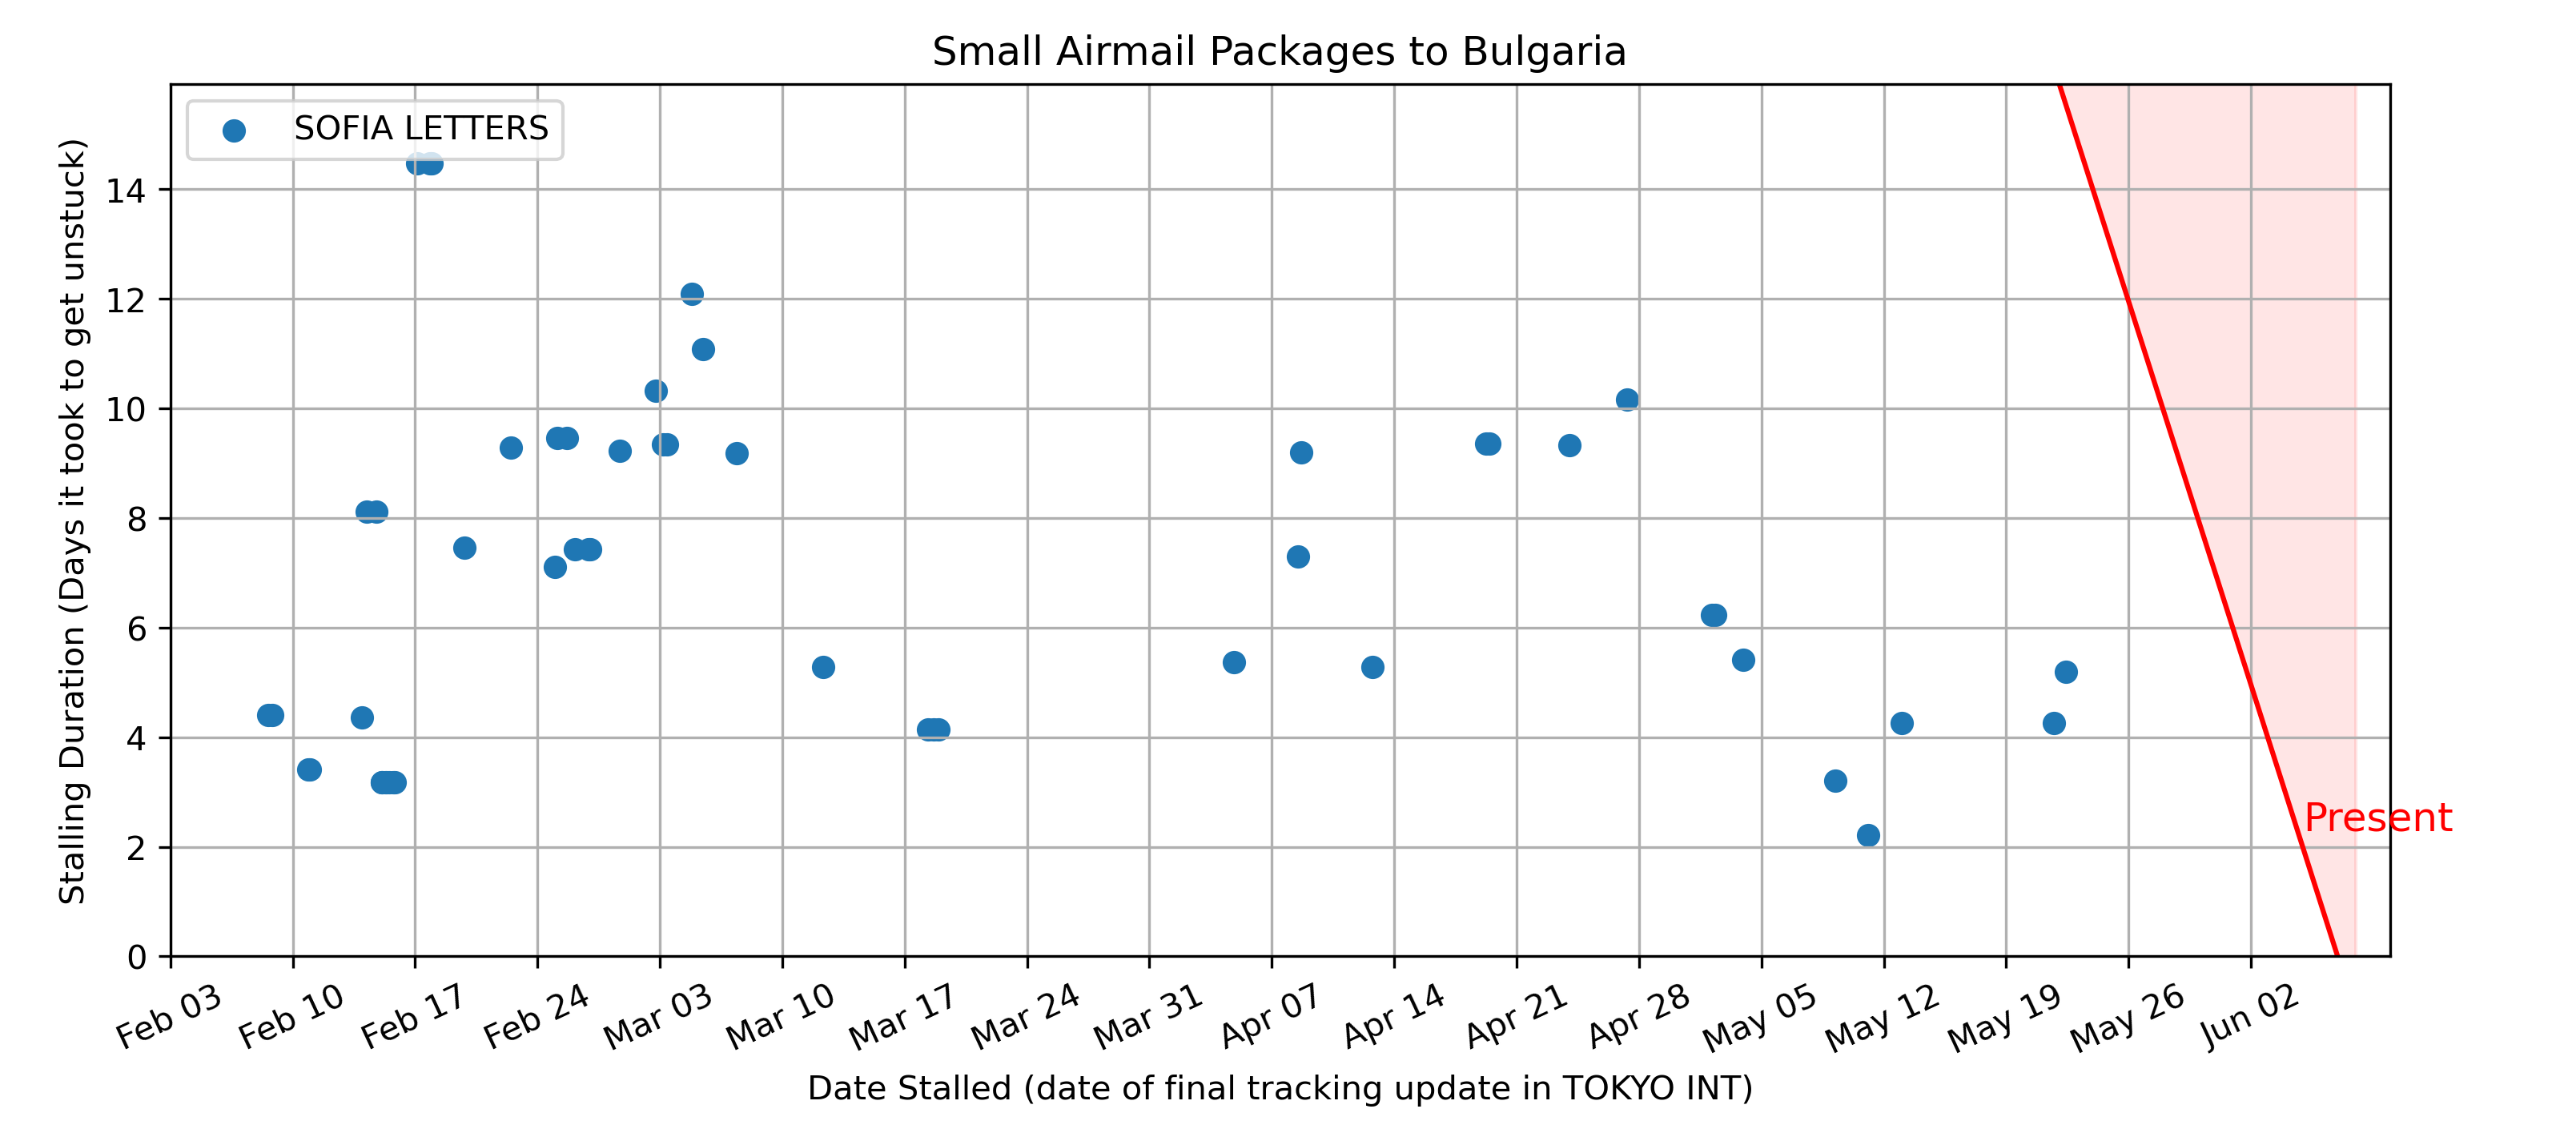 Small Airmail Packages to Bulgaria
SOFIA LETTERS
Stalling Duration (Days it took to get unstuck)
14
12
10
8
6
4
2
0
Present
Feb 03
Feb 10
Feb 17
Feb 24
Mar 03
Mar 10
Mar 17
Mar 24
Mar 31
Apr 07
Apr 14
Apr 21
Apr 28
May 05
May 12
May 19
May 26
Jun 02
Date Stalled (date of final tracking update in TOKYO INT)